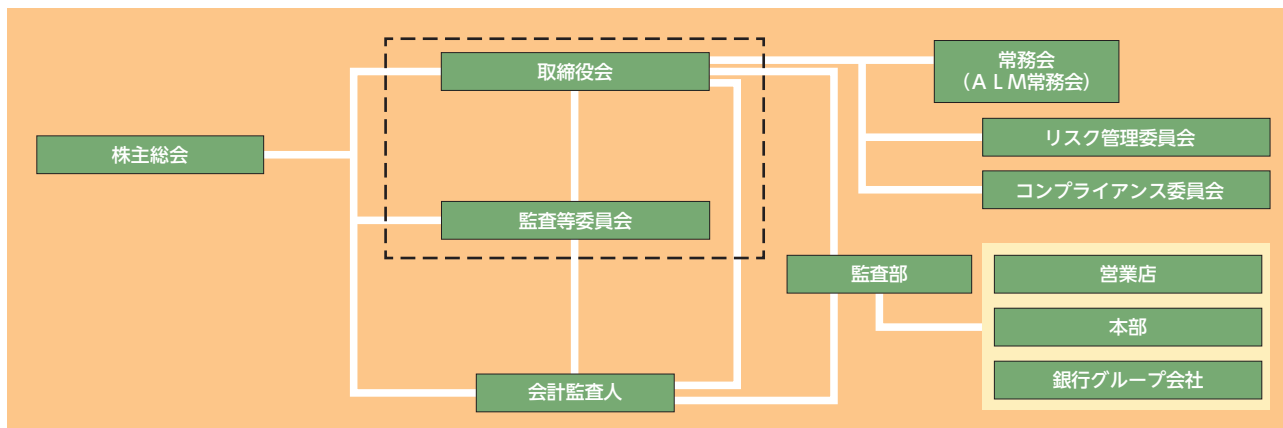 取締役会
常務会
（ＡＬＭ常務会）
株主総会
リスク管理委員会
コンプライアンス委員会
監査等委員会
監査部
営業店
本部
会計監査人
銀行グループ会社